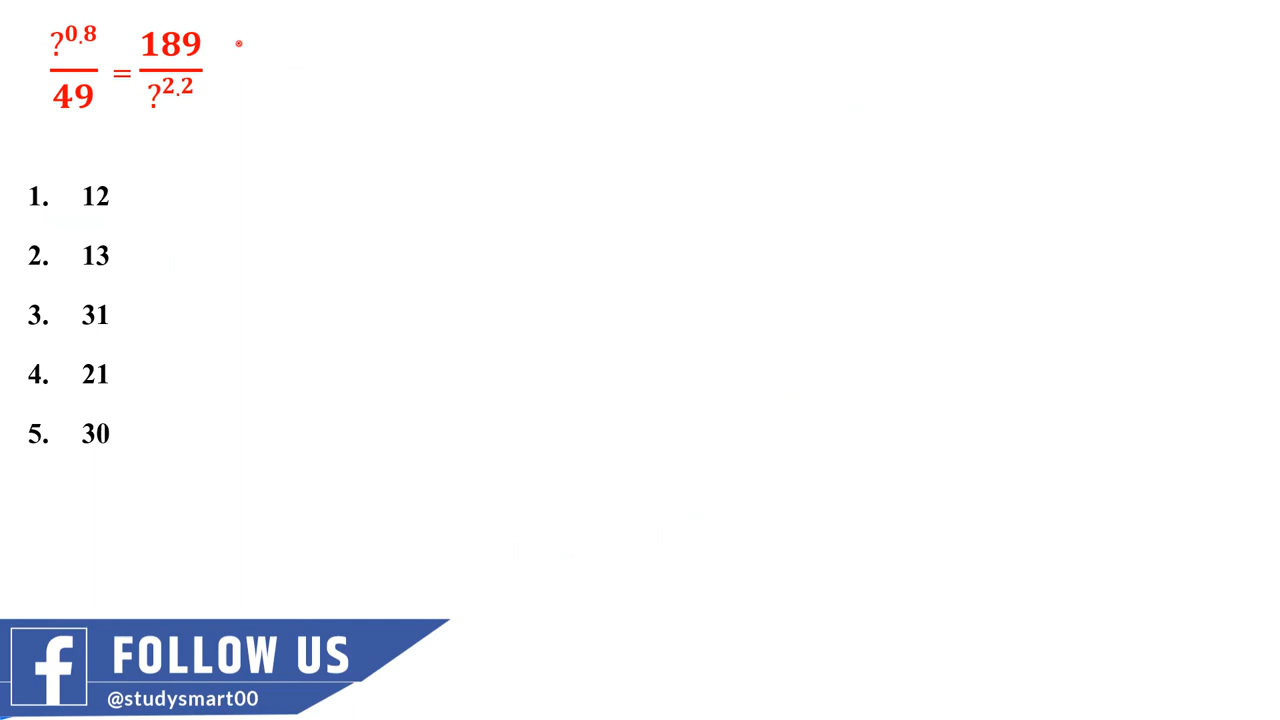 ?^0.8/49 = 189/?^2.2
1. 12
2. 13
3. 31
4. 21
5. 30
FOLLOW US
@studysmart00